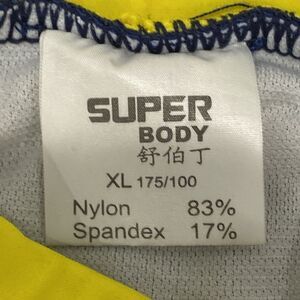 SUPER
BODY
舒伯丁
XL 175/100
Nylon 83%
Spandex 17%